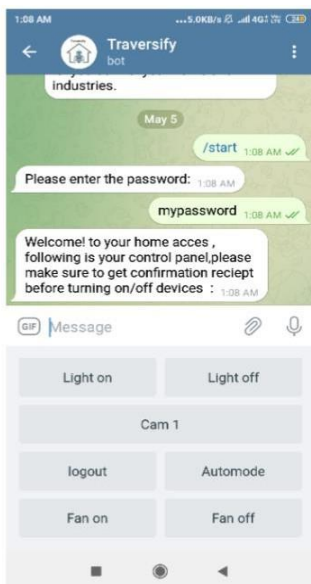 1:08 AM ...5.0KB/s 4G
Traversify
bot
industries.
May 5
/start 1:08 AM
Please enter the password: 1:08 AM
mypassword 1:08 AM
Welcome! to your home acces ,
following is your control panel,please
make sure to get confirmation reciept
before turning on/off devices : 1:08 AM
GIF Message
Light on Light off
Cam 1
logout Automode
Fan on Fan off